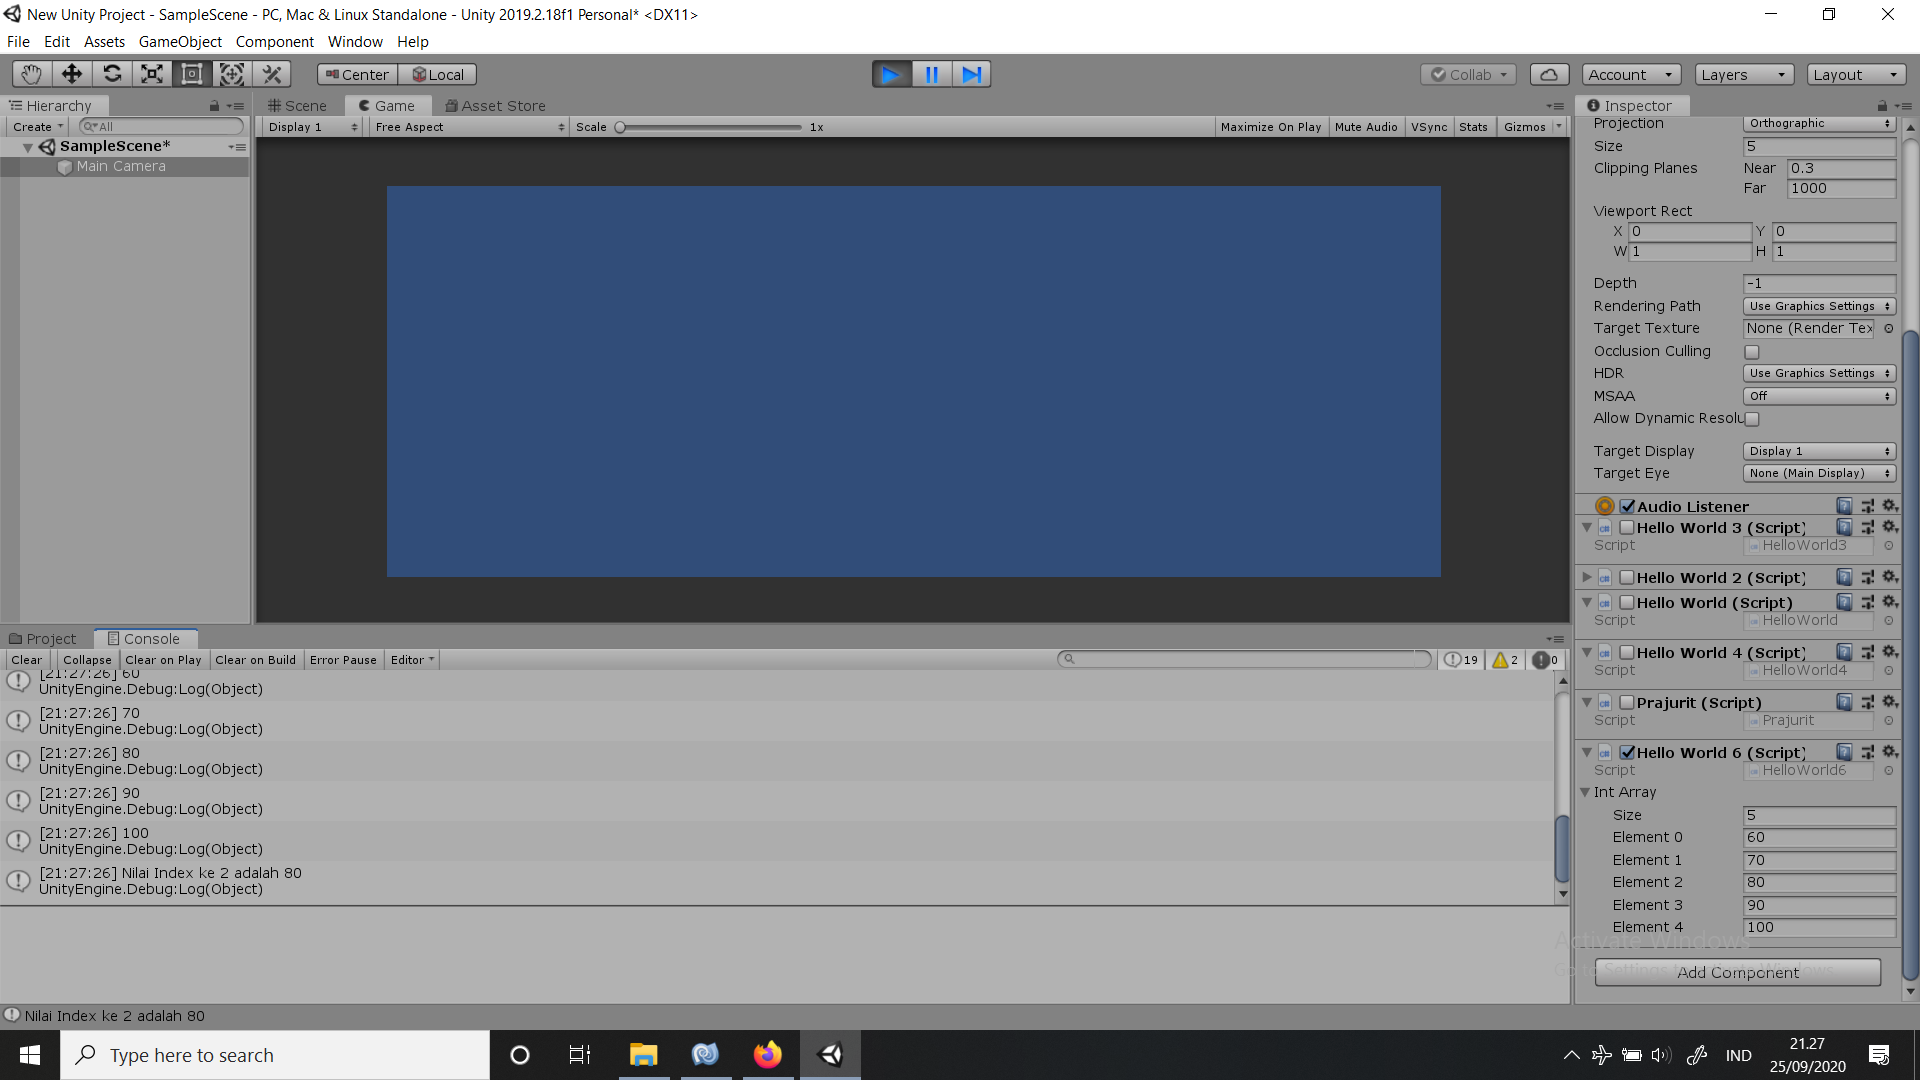 New Unity Project - SampleScene - PC, Mac & Linux Standalone - Unity 2019.2.18f1 Personal* <DX11>
File Edit Assets GameObject Component Window Help
Center Local
Collab Account Layers Layout
Hierarchy
Create All
SampleScene*
Main Camera
Scene Game Asset Store
Display 1 Free Aspect Scale 1x Maximize On Play Mute Audio VSync Stats Gizmos
Inspector
Projection Orthographic
Size 5
Clipping Planes Near 0.3
Far 1000
Viewport Rect
X 0 Y 0
W 1 H 1
Depth -1
Rendering Path Use Graphics Settings
Target Texture None (Render Tex
Occlusion Culling
HDR Use Graphics Settings
MSAA Off
Allow Dynamic Resolu
Target Display Display 1
Target Eye None (Main Display)
Audio Listener
Hello World 3 (Script)
Script HelloWorld3
Hello World 2 (Script)
Hello World (Script)
Script HelloWorld
Hello World 4 (Script)
Script HelloWorld4
Prajurit (Script)
Script Prajurit
Hello World 6 (Script)
Script HelloWorld6
Int Array
Size 5
Element 0 60
Element 1 70
Element 2 80
Element 3 90
Element 4 100
Activate Windows
Go to Settings to activate Windows.
Add Component
Project Console
Clear Collapse Clear on Play Clear on Build Error Pause Editor 19 2 0
[21:27:26] 60
UnityEngine.Debug:Log(Object)
[21:27:26] 70
UnityEngine.Debug:Log(Object)
[21:27:26] 80
UnityEngine.Debug:Log(Object)
[21:27:26] 90
UnityEngine.Debug:Log(Object)
[21:27:26] 100
UnityEngine.Debug:Log(Object)
[21:27:26] Nilai Index ke 2 adalah 80
UnityEngine.Debug:Log(Object)
Nilai Index ke 2 adalah 80
Type here to search
IND
21.27
25/09/2020